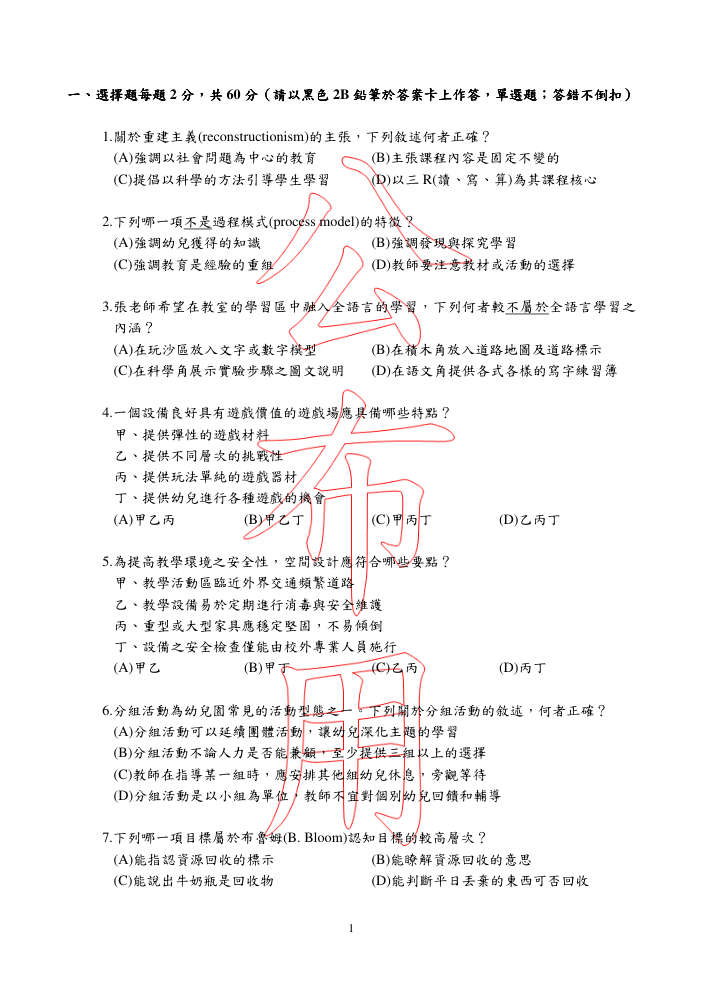 一、選擇題每題 2 分，共 60 分（請以黑色 2B 鉛筆於答案卡上作答，單選題；答錯不倒扣）
1.關於重建主義(reconstructionism)的主張，下列敘述何者正確？
(A)強調以社會問題為中心的教育 (B)主張課程內容是固定不變的
(C)提倡以科學的方法引導學生學習 (D)以三 R(讀、寫、算)為其課程核心
2.下列哪一項不是過程模式(process model)的特徵？
(A)強調幼兒獲得的知識 (B)強調發現與探究學習
(C)強調教育是經驗的重組 (D)教師要注意教材或活動的選擇
3.張老師希望在教室的學習區中融入全語言的學習，下列何者較不屬於全語言學習之
內涵？
(A)在玩沙區放入文字或數字模型 (B)在積木角放入道路地圖及道路標示
(C)在科學角展示實驗步驟之圖文說明 (D)在語文角提供各式各樣的寫字練習簿
4.一個設備良好具有遊戲價值的遊戲場應具備哪些特點？
甲、提供彈性的遊戲材料
乙、提供不同層次的挑戰性
丙、提供玩法單純的遊戲器材
丁、提供幼兒進行各種遊戲的機會
(A)甲乙丙 (B)甲乙丁 (C)甲丙丁 (D)乙丙丁
5.為提高教學環境之安全性，空間設計應符合哪些要點？
甲、教學活動區臨近外界交通頻繁道路
乙、教學設備易於定期進行消毒與安全維護
丙、重型或大型家具應穩定堅固，不易傾倒
丁、設備之安全檢查僅能由校外專業人員施行
(A)甲乙 (B)甲丁 (C)乙丙 (D)丙丁
6.分組活動為幼兒園常見的活動型態之一。下列關於分組活動的敘述，何者正確？
(A)分組活動可以延續團體活動，讓幼兒深化主題的學習
(B)分組活動不論人力是否能兼顧，至少提供三組以上的選擇
(C)教師在指導某一組時，應安排其他組幼兒休息，旁觀等待
(D)分組活動是以小組為單位，教師不宜對個別幼兒回饋和輔導
7.下列哪一項目標屬於布魯姆(B. Bloom)認知目標的較高層次？
(A)能指認資源回收的標示 (B)能瞭解資源回收的意思
(C)能說出牛奶瓶是回收物 (D)能判斷平日丟棄的東西可否回收
1
公布用